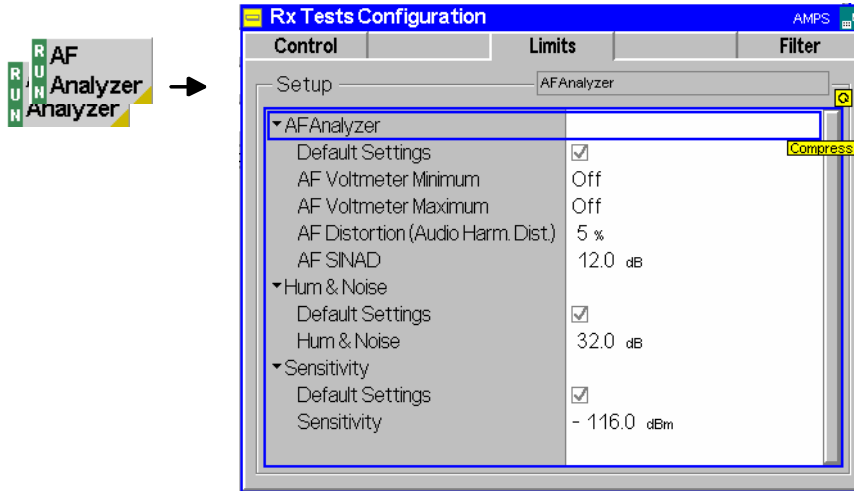 RUN AF
Analyzer
RUN
Analyzer
Rx Tests Configuration AMPS
Control Limits Filter
Setup AFAnalyzer
AFAnalyzer
Compress
Default Settings
AF Voltmeter Minimum Off
AF Voltmeter Maximum Off
AF Distortion (Audio Harm. Dist.) 5 %
AF SINAD 12.0 dB
Hum & Noise
Default Settings
Hum & Noise 32.0 dB
Sensitivity
Default Settings
Sensitivity - 116.0 dBm